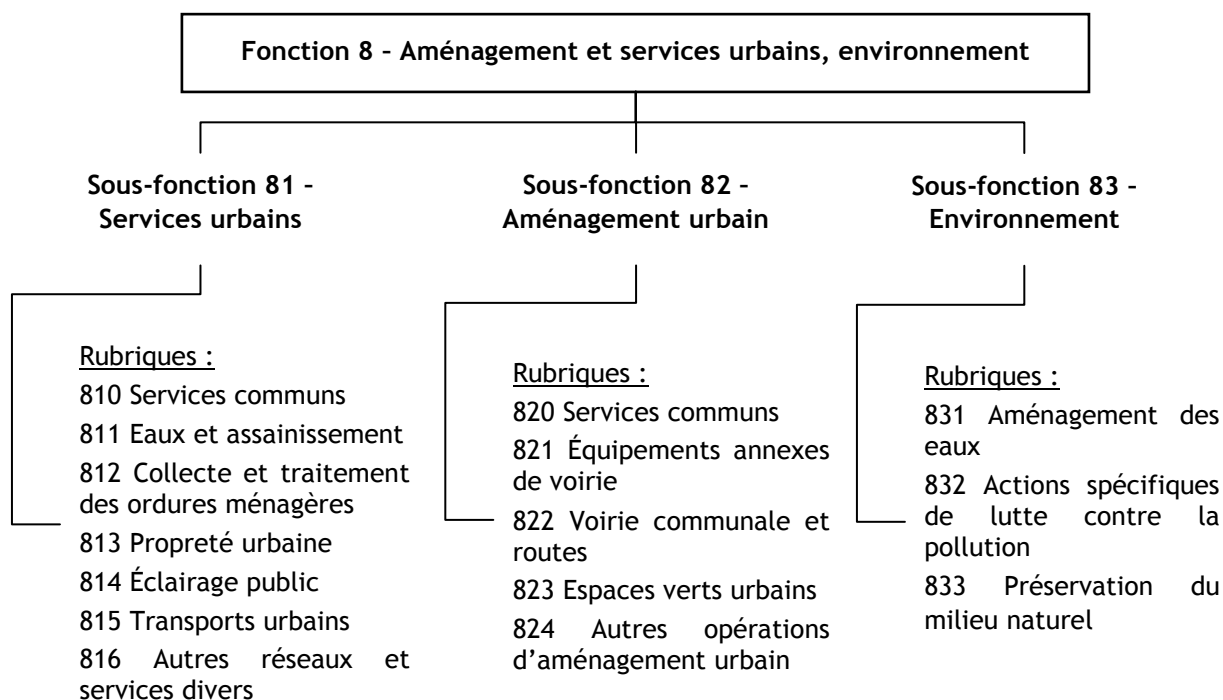 Fonction 8 – Aménagement et services urbains, environnement
Sous-fonction 81 –
Services urbains
Rubriques :
810 Services communs
811 Eaux et assainissement
812 Collecte et traitement
des ordures ménagères
813 Propreté urbaine
814 Éclairage public
815 Transports urbains
816 Autres réseaux et
services divers
Sous-fonction 82 –
Aménagement urbain
Rubriques :
820 Services communs
821 Équipements annexes
de voirie
822 Voirie communale et
routes
823 Espaces verts urbains
824 Autres opérations
d’aménagement urbain
Sous-fonction 83 –
Environnement
Rubriques :
831 Aménagement des
eaux
832 Actions spécifiques
de lutte contre la
pollution
833 Préservation du
milieu naturel